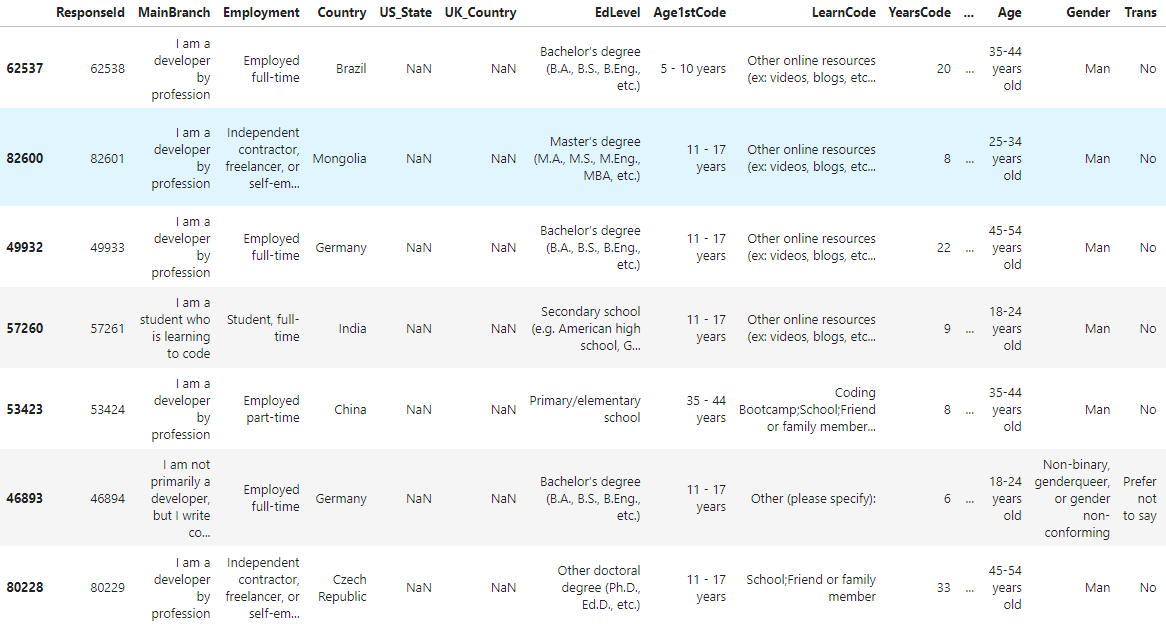 ResponseId MainBranch Employment Country US_State UK_Country EdLevel Age1stCode LearnCode YearsCode ... Age Gender Trans
62537 62538 I am a developer by profession Employed full-time Brazil NaN NaN Bachelor's degree (B.A., B.S., B.Eng., etc.) 5 - 10 years Other online resources (ex: videos, blogs, etc... 20 ... 35-44 years old Man No
82600 82601 I am a developer by profession Independent contractor, freelancer, or self-em... Mongolia NaN NaN Master's degree (M.A., M.S., M.Eng., MBA, etc.) 11 - 17 years Other online resources (ex: videos, blogs, etc... 8 ... 25-34 years old Man No
49932 49933 I am a developer by profession Employed full-time Germany NaN NaN Bachelor's degree (B.A., B.S., B.Eng., etc.) 11 - 17 years Other online resources (ex: videos, blogs, etc... 22 ... 45-54 years old Man No
57260 57261 I am a student who is learning to code Student, full-time India NaN NaN Secondary school (e.g. American high school, G... 11 - 17 years Other online resources (ex: videos, blogs, etc... 9 ... 18-24 years old Man No
53423 53424 I am a developer by profession Employed part-time China NaN NaN Primary/elementary school 35 - 44 years Coding Bootcamp;School;Friend or family member... 8 ... 35-44 years old Man No
46893 46894 I am not primarily a developer, but I write co... Employed full-time Germany NaN NaN Bachelor's degree (B.A., B.S., B.Eng., etc.) 11 - 17 years Other (please specify): 6 ... 18-24 years old Non-binary, genderqueer, or gender non-conforming Prefer not to say
80228 80229 I am a developer by profession Independent contractor, freelancer, or self-em... Czech Republic NaN NaN Other doctoral degree (Ph.D., Ed.D., etc.) 11 - 17 years School;Friend or family member 33 ... 45-54 years old Man No